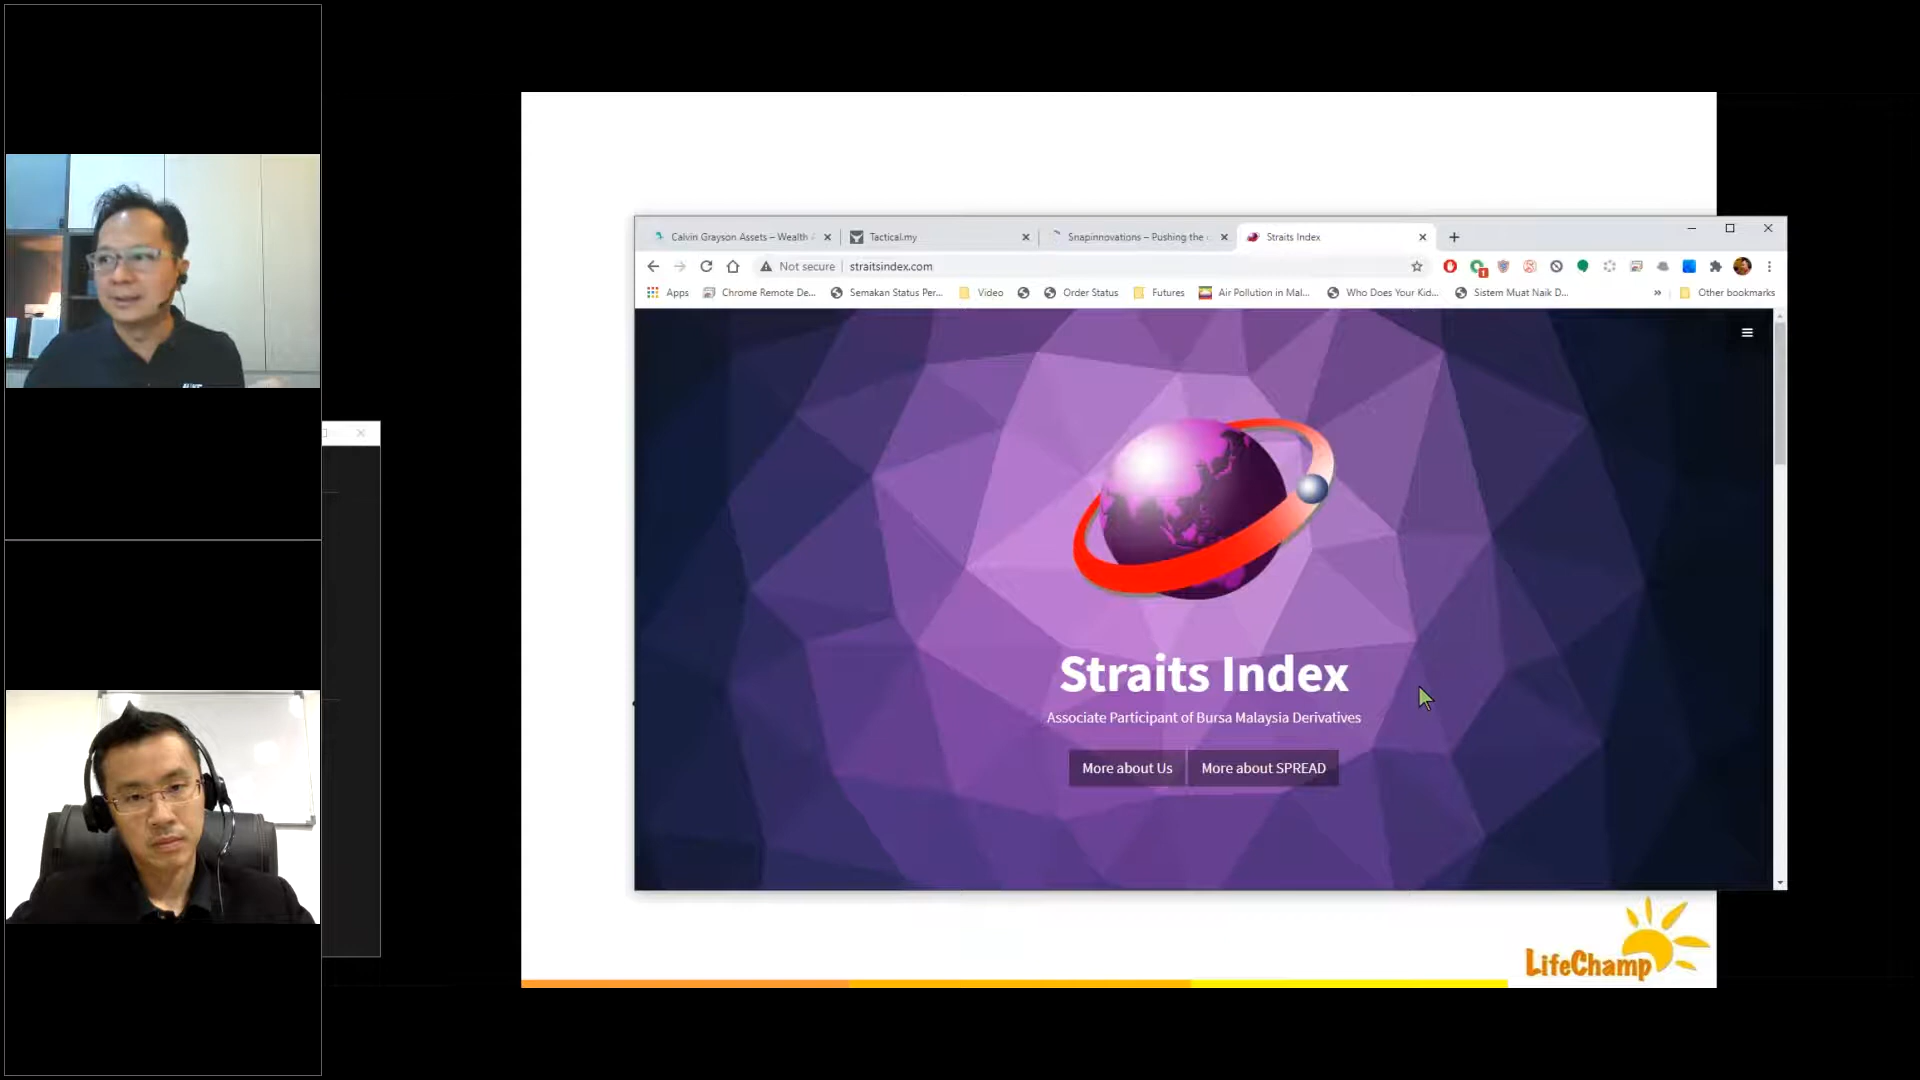 Calvin Grayson Assets – Wealth
Tactical.my
Snapinnovations – Pushing the
Straits Index
Not secure
straitsindex.com
Apps
Chrome Remote De...
Semakan Status Per...
Video
Order Status
Futures
Air Pollution in Mal...
Who Does Your Kid...
Sistem Muat Naik D...
»
Other bookmarks
Straits Index
Associate Participant of Bursa Malaysia Derivatives
More about Us
More about SPREAD
LifeChamp